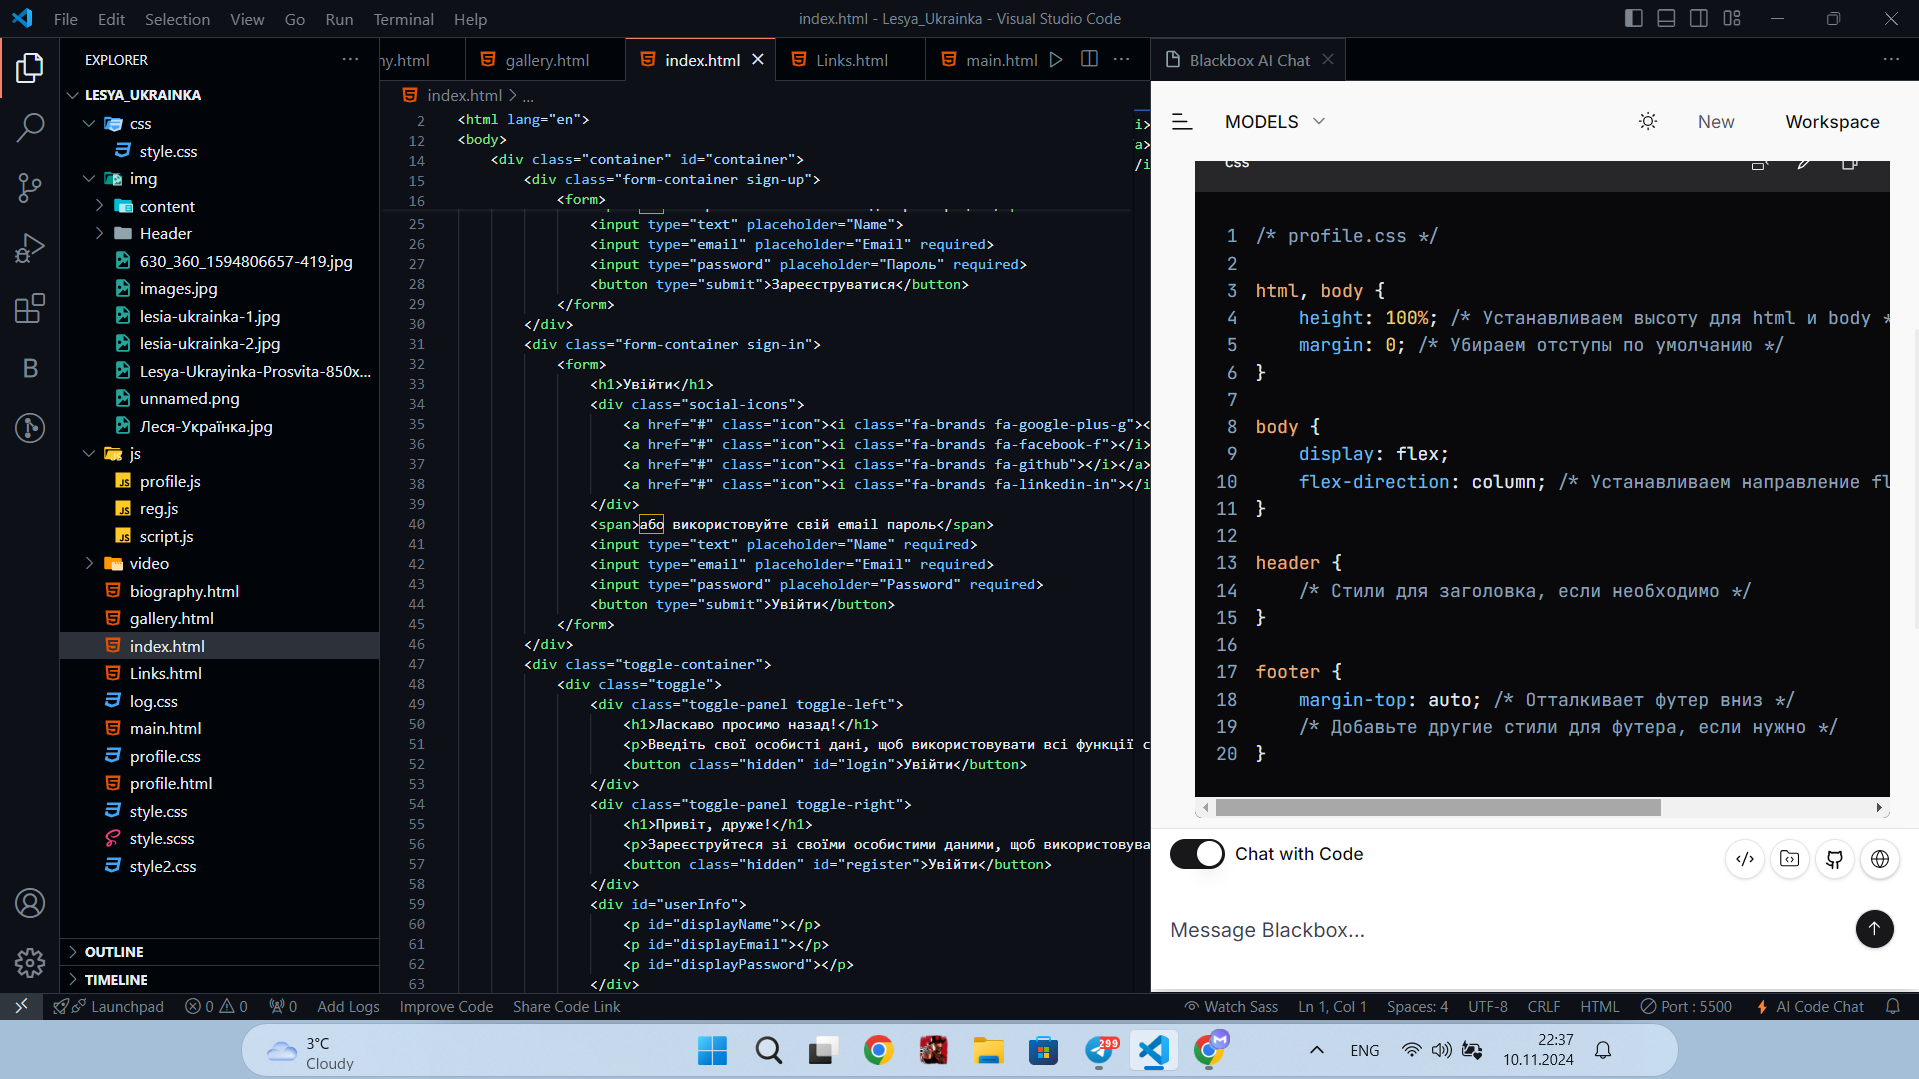 File Edit Selection View Go Run Terminal Help
index.html - Lesya_Ukrainka - Visual Studio Code
EXPLORER
LESYA_UKRAINKA
css
style.css
img
content
Header
630_360_1594806657-419.jpg
images.jpg
lesia-ukrainka-1.jpg
lesia-ukrainka-2.jpg
Lesya-Ukrayinka-Prosvita-850x...
unnamed.png
Леся-Українка.jpg
js
profile.js
reg.js
script.js
video
biography.html
gallery.html
index.html
Links.html
log.css
main.html
profile.css
profile.html
style.css
style.scss
style2.css
OUTLINE
TIMELINE
hy.html gallery.html index.html Links.html main.html
index.html > ...
2 <html lang="en">
12 <body>
14 <div class="container" id="container">
15 <div class="form-container sign-up">
16 <form>
25 <input type="text" placeholder="Name">
26 <input type="email" placeholder="Email" required>
27 <input type="password" placeholder="Пароль" required>
28 <button type="submit">Зареєструватися</button>
29 </form>
30 </div>
31 <div class="form-container sign-in">
32 <form>
33 <h1>Увійти</h1>
34 <div class="social-icons">
35 <a href="#" class="icon"><i class="fa-brands fa-google-plus-g"><
36 <a href="#" class="icon"><i class="fa-brands fa-facebook-f"></i>
37 <a href="#" class="icon"><i class="fa-brands fa-github"></i></a>
38 <a href="#" class="icon"><i class="fa-brands fa-linkedin-in"></i
39 </div>
40 <span>або використовуйте свій email пароль</span>
41 <input type="text" placeholder="Name" required>
42 <input type="email" placeholder="Email" required>
43 <input type="password" placeholder="Password" required>
44 <button type="submit">Увійти</button>
45 </form>
46 </div>
47 <div class="toggle-container">
48 <div class="toggle">
49 <div class="toggle-panel toggle-left">
50 <h1>Ласкаво просимо назад!</h1>
51 <p>Введіть свої особисті дані, щоб використовувати всі функції с
52 <button class="hidden" id="login">Увійти</button>
53 </div>
54 <div class="toggle-panel toggle-right">
55 <h1>Привіт, друже!</h1>
56 <p>Зареєструйтеся зі своїми особистими даними, щоб використовува
57 <button class="hidden" id="register">Увійти</button>
58 </div>
59 <div id="userInfo">
60 <p id="displayName"></p>
61 <p id="displayEmail"></p>
62 <p id="displayPassword"></p>
63 </div>
i>
a>
/i
Blackbox AI Chat
MODELS New Workspace
css
1 /* profile.css */
2
3 html, body {
4 height: 100%; /* Устанавливаем высоту для html и body *
5 margin: 0; /* Убираем отступы по умолчанию */
6 }
7
8 body {
9 display: flex;
10 flex-direction: column; /* Устанавливаем направление fl
11 }
12
13 header {
14 /* Стили для заголовка, если необходимо */
15 }
16
17 footer {
18 margin-top: auto; /* Отталкивает футер вниз */
19 /* Добавьте другие стили для футера, если нужно */
20 }
Chat with Code
Message Blackbox...
Launchpad 0 0 0 Add Logs Improve Code Share Code Link
Watch Sass Ln 1, Col 1 Spaces: 4 UTF-8 CRLF HTML Port : 5500 AI Code Chat
3°C
Cloudy
299
M
ENG
22:37
10.11.2024